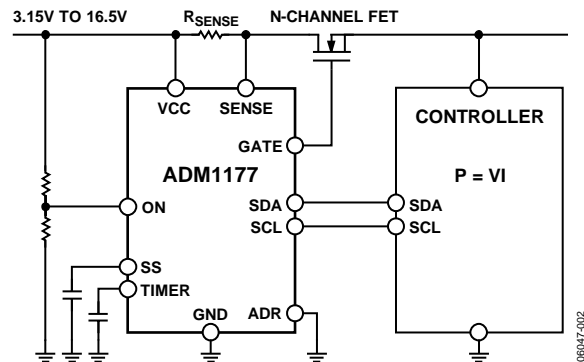 3.15V TO 16.5V
RSENSE
N-CHANNEL FET
VCC
SENSE
CONTROLLER
GATE
ADM1177
P = VI
ON
SDA
SDA
SCL
SCL
SS
TIMER
GND
ADR
06047-002